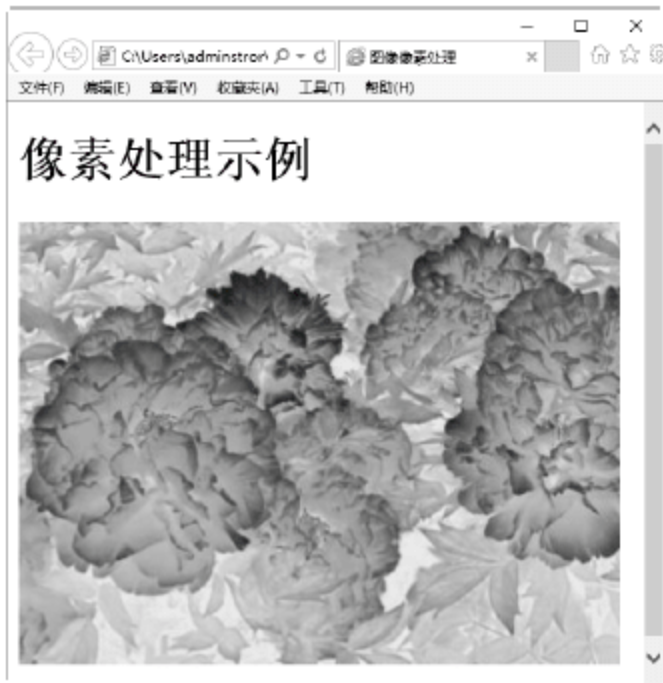 C:\Users\adminstror
图像像素处理
文件(F) 编辑(E) 查看(V) 收藏夹(A) 工具(T) 帮助(H)
像素处理示例